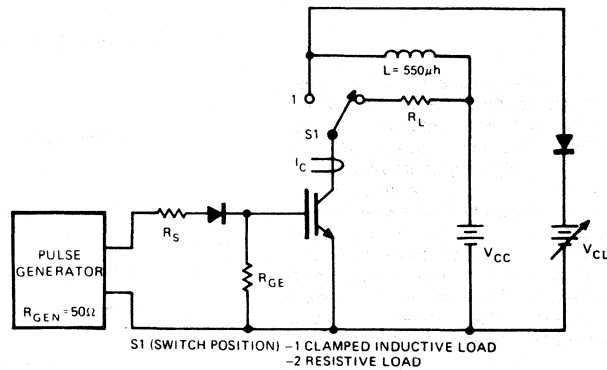 L = 550μh
1
S1
R_L
I_C
PULSE
GENERATOR
R_GEN = 50Ω
R_S
R_GE
V_CC
V_CL
S1 (SWITCH POSITION) –1 CLAMPED INDUCTIVE LOAD
–2 RESISTIVE LOAD